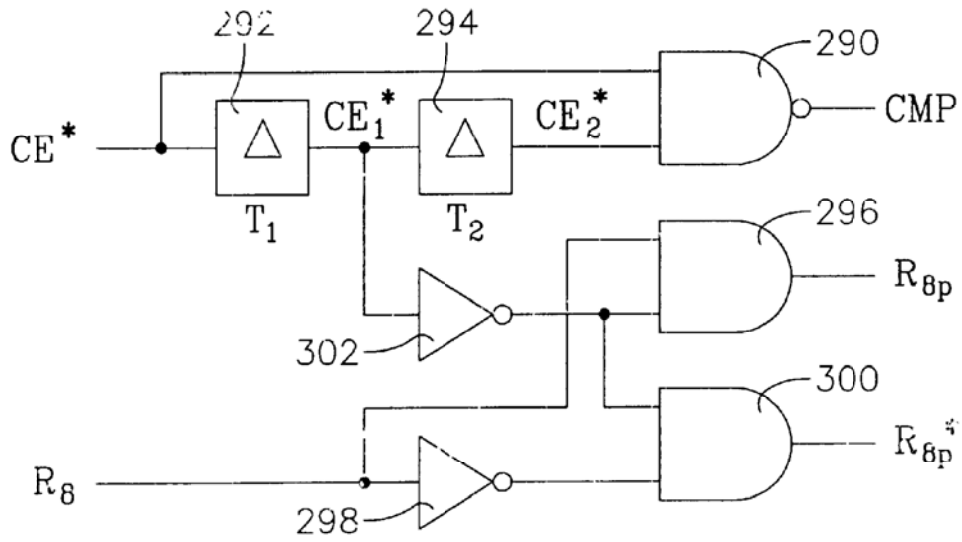 292
294
290
CE*
CE₁*
CE₂*
CMP
T₁
T₂
296
R₈ₚ
302
300
R₈
R₈ₚ*
298